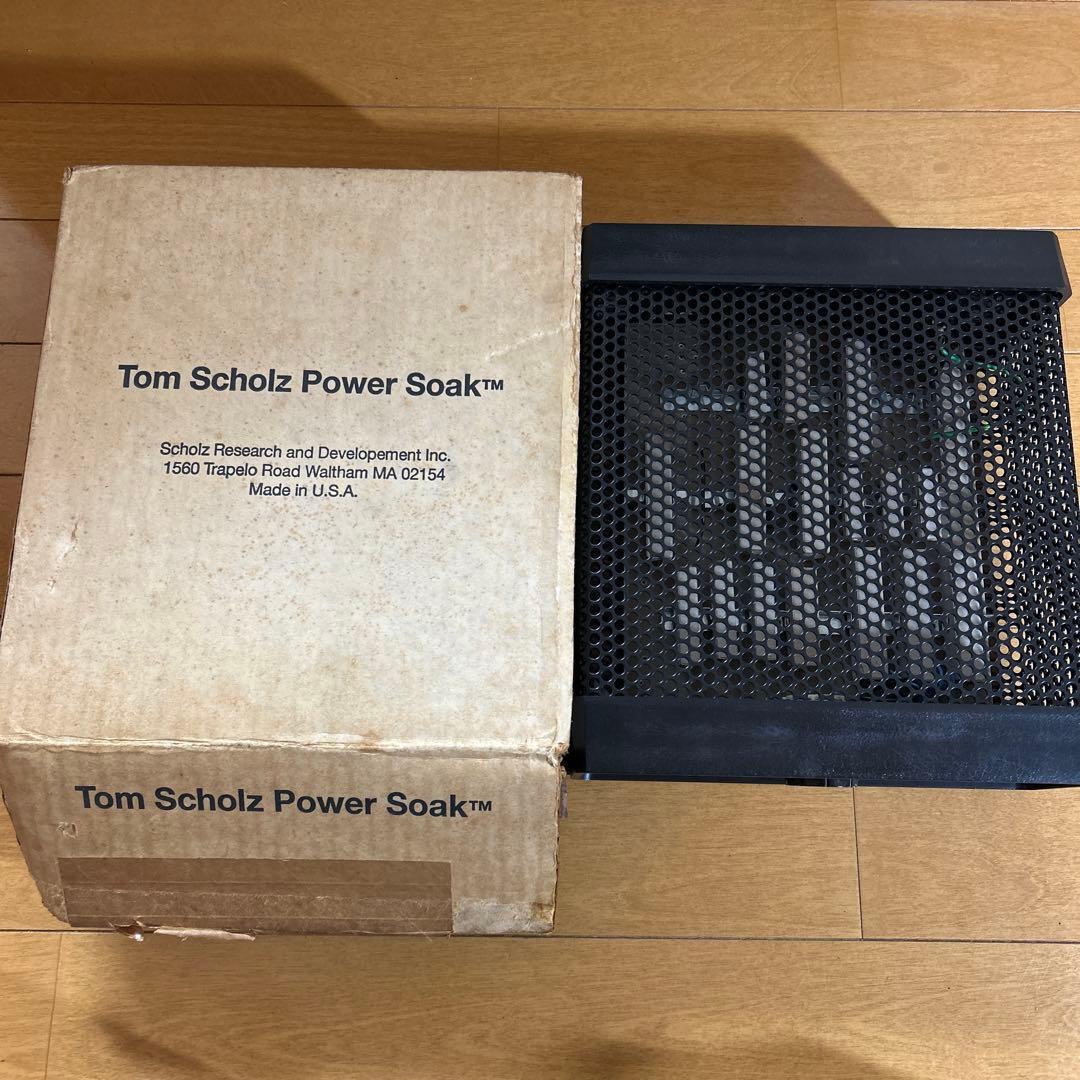 Tom Scholz Power Soak™
Scholz Research and Developement Inc.
1560 Trapelo Road Waltham MA 02154
Made in U.S.A.
Tom Scholz Power Soak™